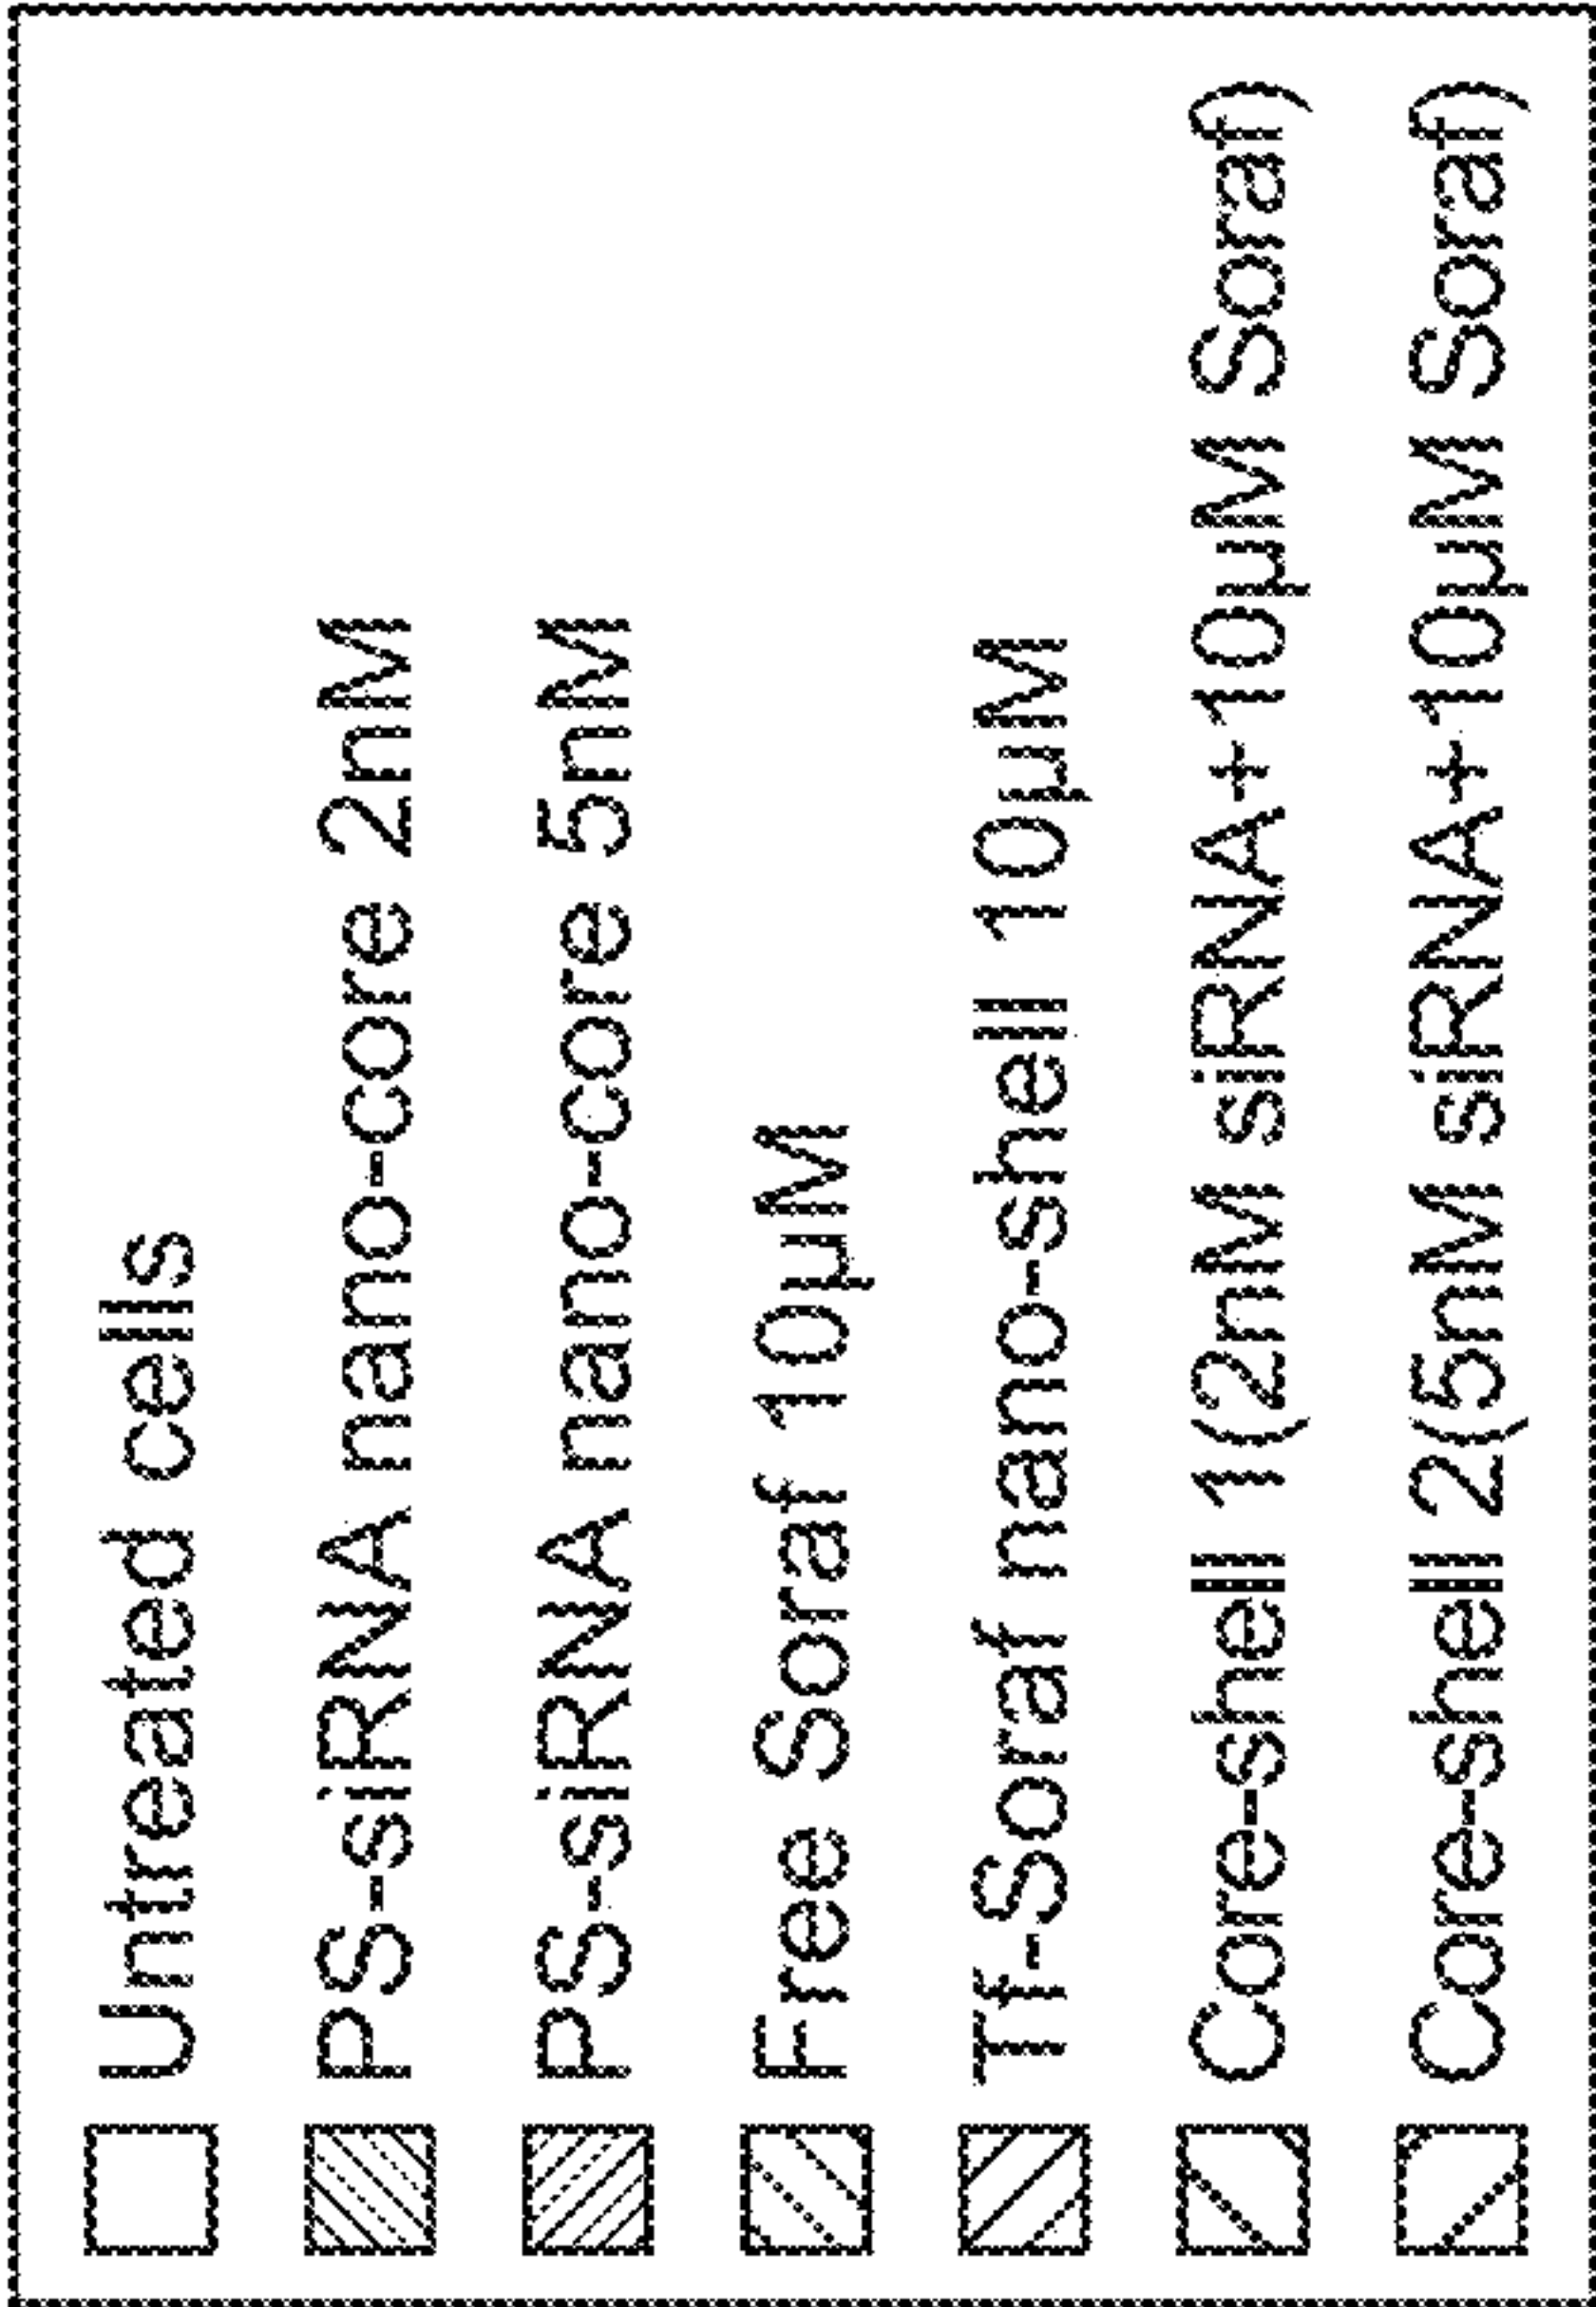 Untreated cells
PS-siRNA nano-core 2nM
PS-siRNA nano-core 5nM
Free Soraf 10µM
Tf-Soraf nano-shell 10µM
Core-shell 1(2nM siRNA+10µM Soraf)
Core-shell 2(5nM siRNA+10µM Soraf)